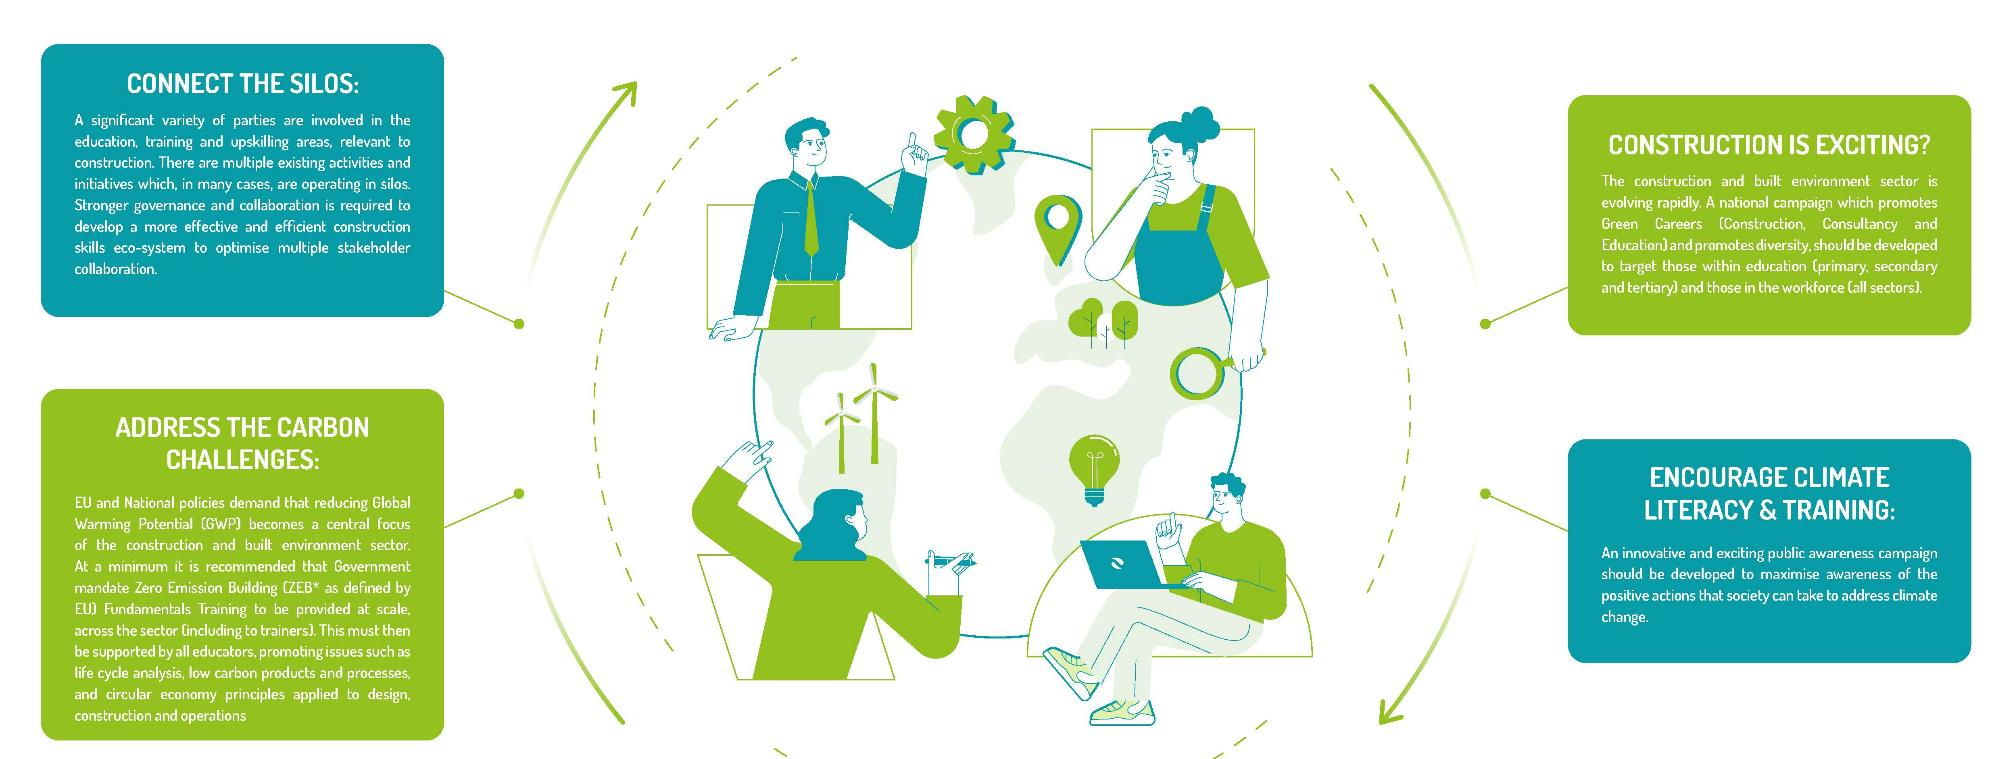 CONNECT THE SILOS:
A significant variety of parties are involved in the
education, training and upskilling areas, relevant to
construction. There are multiple existing activities and
initiatives which, in many cases, are operating in silos.
Stronger governance and collaboration is required to
develop a more effective and efficient construction
skills eco-system to optimise multiple stakeholder
collaboration.
ADDRESS THE CARBON
CHALLENGES:
EU and National policies demand that reducing Global
Warming Potential (GWP) becomes a central focus
of the construction and built environment sector.
At a minimum it is recommended that Government
mandate Zero Emission Building (ZEB* as defined by
EU) Fundamentals Training to be provided at scale,
across the sector (including to trainers). This must then
be supported by all educators, promoting issues such as
life cycle analysis, low carbon products and processes,
and circular economy principles applied to design,
construction and operations
CONSTRUCTION IS EXCITING?
The construction and built environment sector is
evolving rapidly. A national campaign which promotes
Green Careers (Construction, Consultancy and
Education) and promotes diversity, should be developed
to target those within education (primary, secondary
and tertiary) and those in the workforce (all sectors).
ENCOURAGE CLIMATE
LITERACY & TRAINING:
An innovative and exciting public awareness campaign
should be developed to maximise awareness of the
positive actions that society can take to address climate
change.